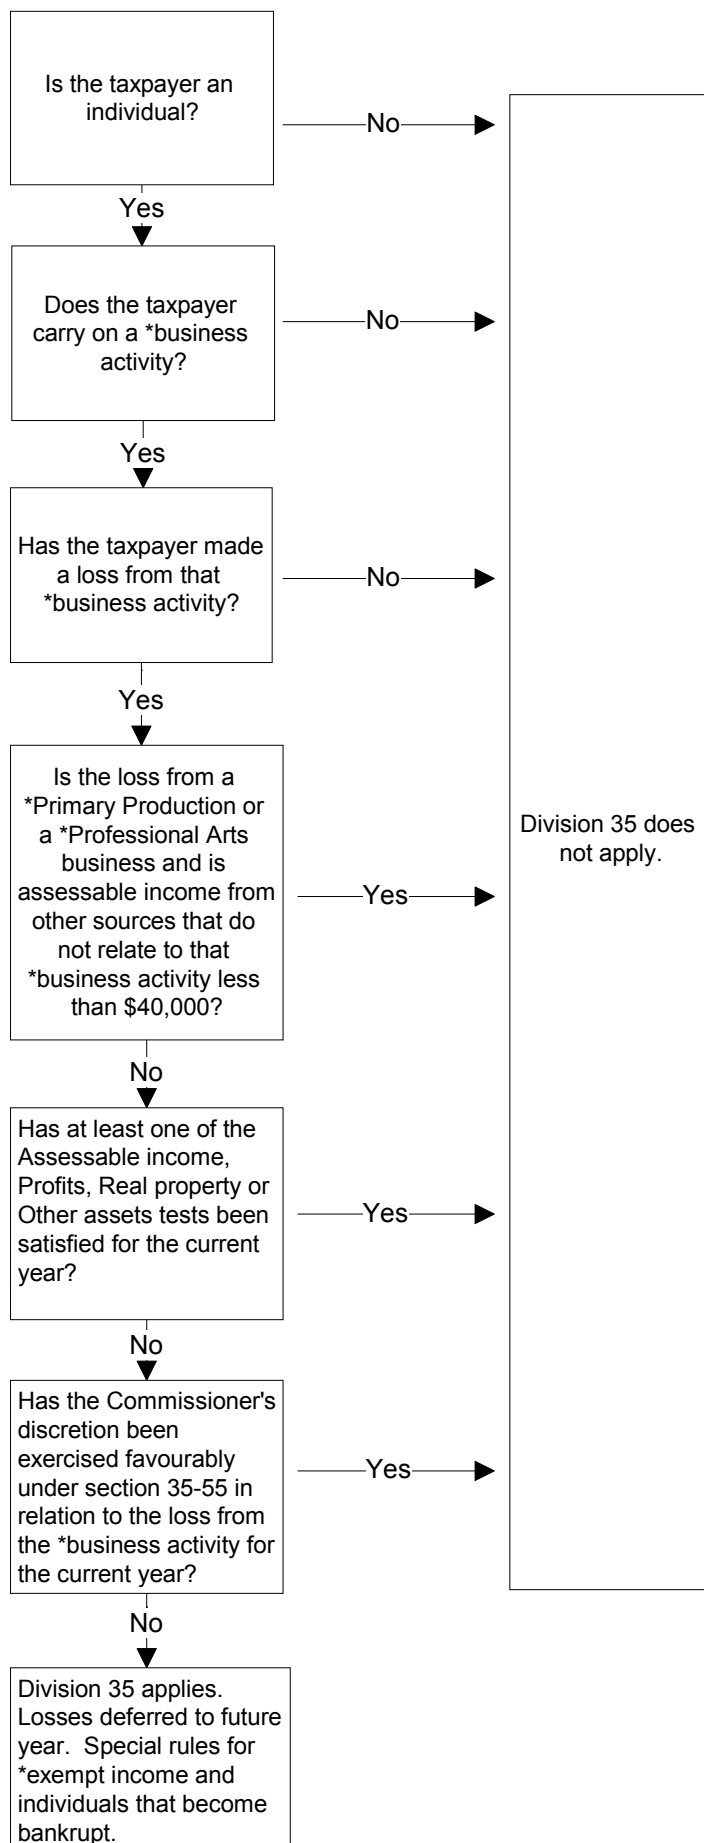 Is the taxpayer an
individual?
No
Yes
Does the taxpayer
carry on a *business
activity?
No
Yes
Has the taxpayer made
a loss from that
*business activity?
No
Yes
Is the loss from a
*Primary Production or
a *Professional Arts
business and is
assessable income from
other sources that do
not relate to that
*business activity less
than $40,000?
Yes
Division 35 does
not apply.
No
Has at least one of the
Assessable income,
Profits, Real property or
Other assets tests been
satisfied for the current
year?
Yes
No
Has the Commissioner's
discretion been
exercised favourably
under section 35-55 in
relation to the loss from
the *business activity for
the current year?
Yes
No
Division 35 applies.
Losses deferred to future
year.  Special rules for
*exempt income and
individuals that become
bankrupt.